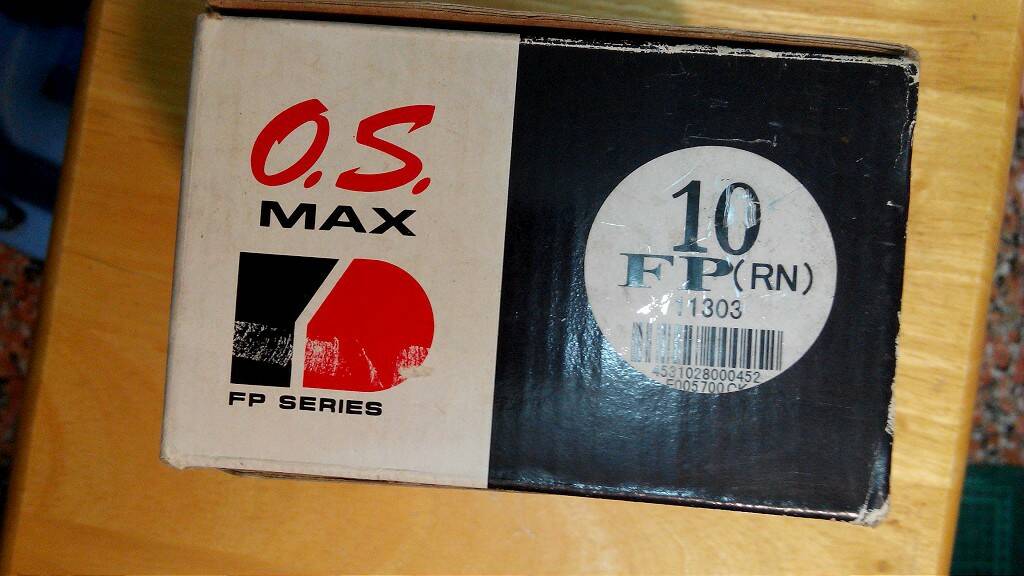 O.S.
MAX
FP SERIES
10
FP(RN)
11303
4531028000452